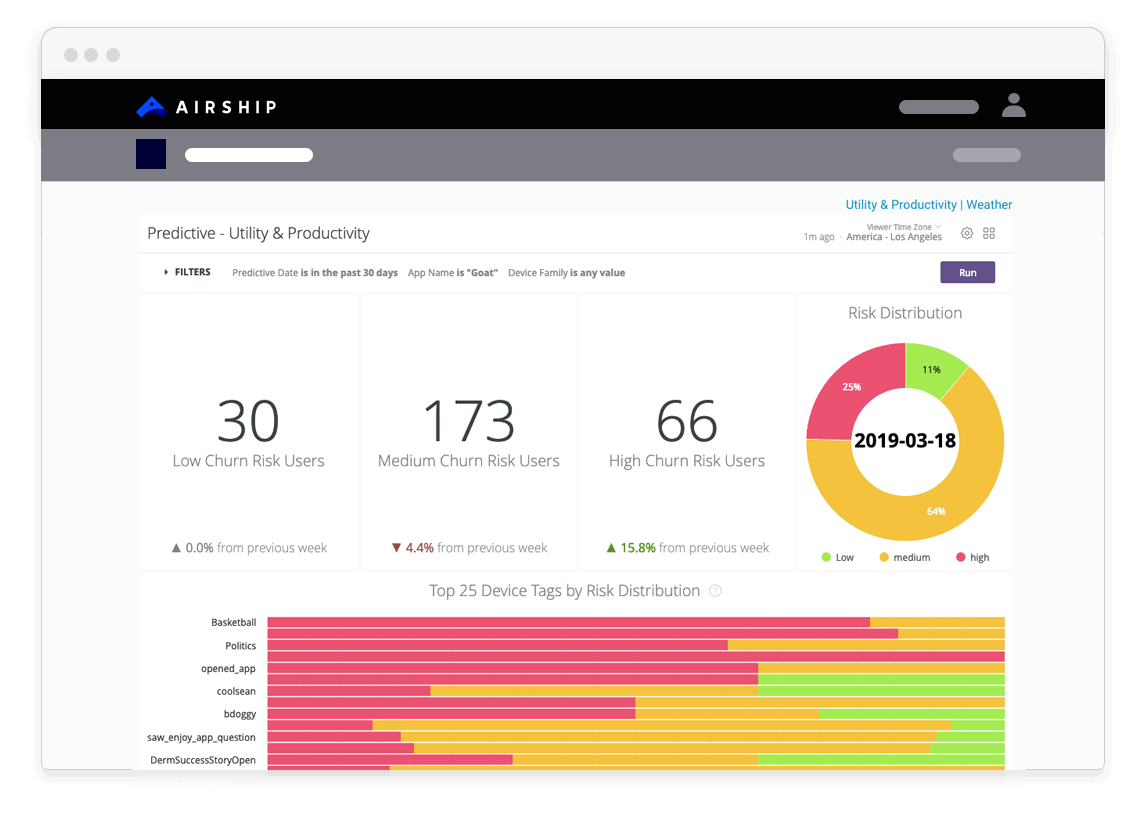 AIRSHIP
Utility & Productivity | Weather
Predictive - Utility & Productivity
Viewer Time Zone
1m ago · America - Los Angeles
FILTERS Predictive Date is in the past 30 days App Name is "Goat" Device Family is any value Run
30
Low Churn Risk Users
▲ 0.0% from previous week
173
Medium Churn Risk Users
▼ 4.4% from previous week
66
High Churn Risk Users
▲ 15.8% from previous week
Risk Distribution
11%
25%
2019-03-18
64%
Low medium high
Top 25 Device Tags by Risk Distribution ?
Basketball
Politics
opened_app
coolsean
bdoggy
saw_enjoy_app_question
DermSuccessStoryOpen